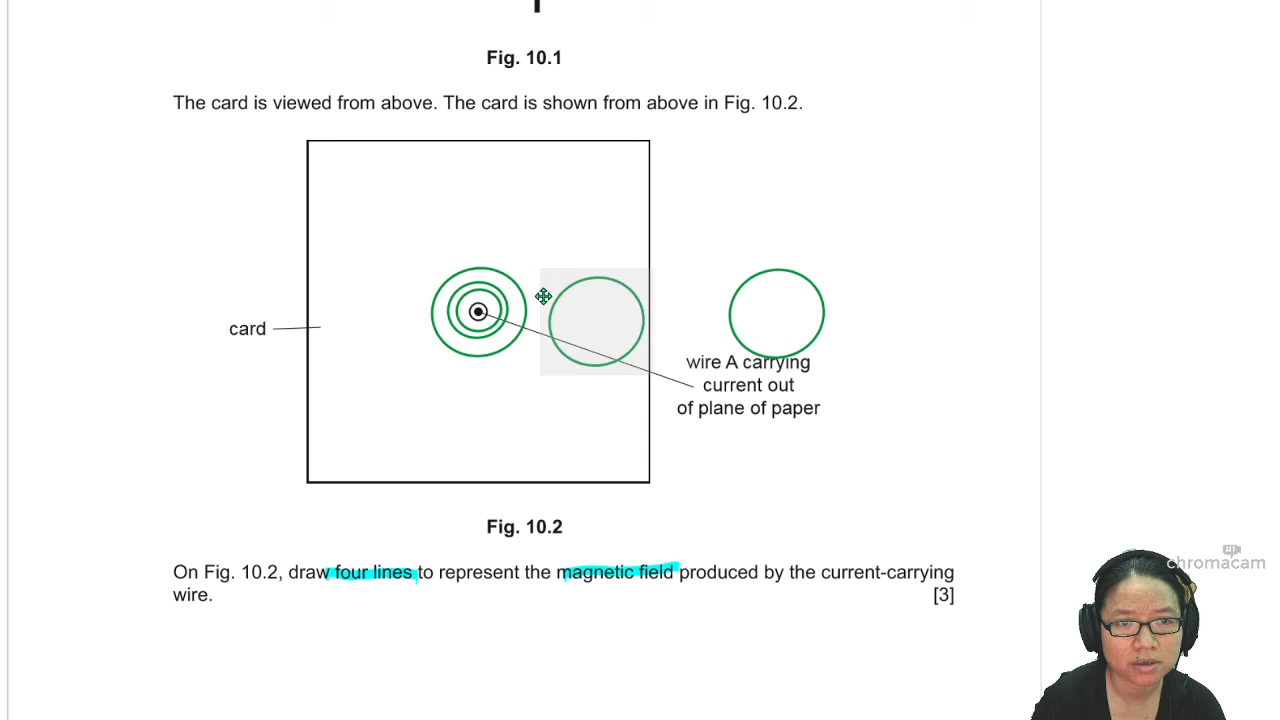 Fig. 10.1
The card is viewed from above. The card is shown from above in Fig. 10.2.
card
wire A carrying
current out
of plane of paper
Fig. 10.2
On Fig. 10.2, draw four lines to represent the magnetic field produced by the current-carrying
wire. [3]
chromacam